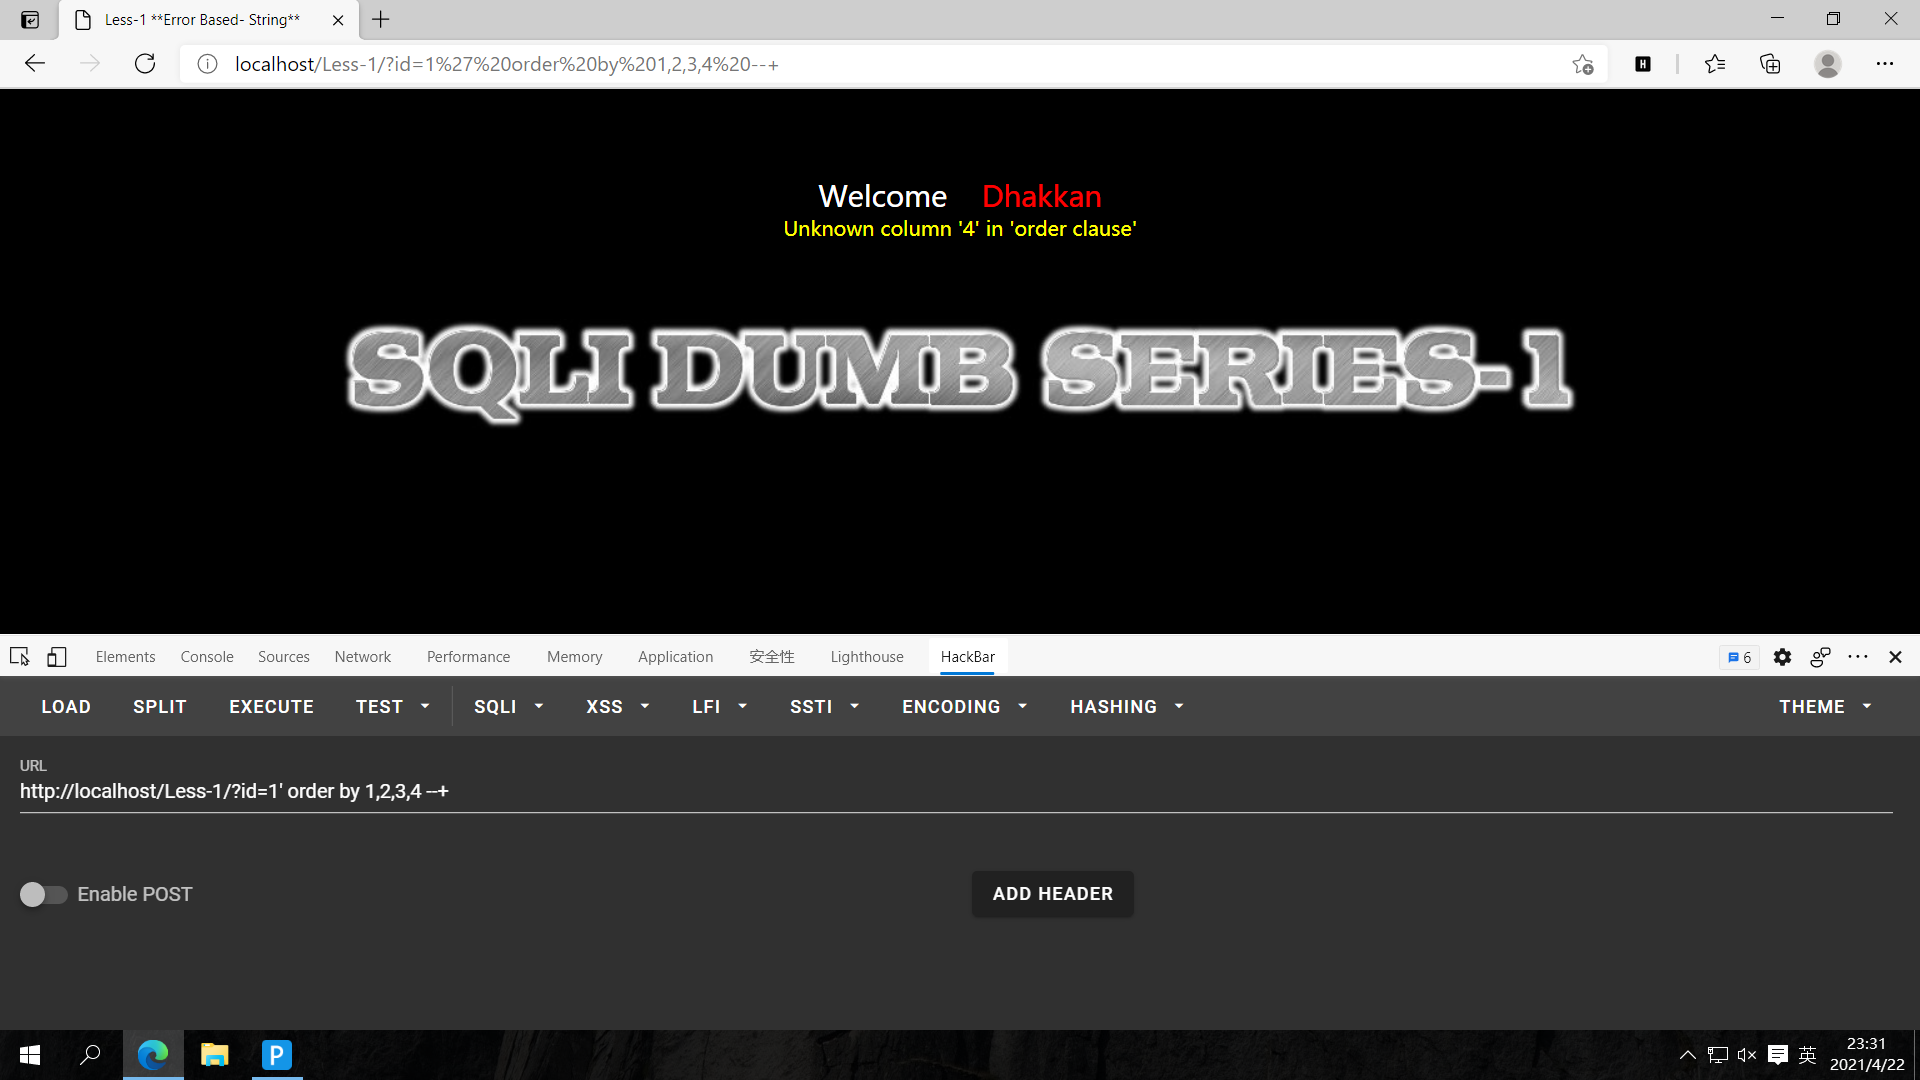 Less-1 **Error Based- String**
localhost/Less-1/?id=1%27%20order%20by%201,2,3,4%20--+
H
Welcome Dhakkan
Unknown column '4' in 'order clause'
SQLI DUMB SERIES-1
Elements Console Sources Network Performance Memory Application 安全性 Lighthouse HackBar 6
LOAD SPLIT EXECUTE TEST SQLI XSS LFI SSTI ENCODING HASHING THEME
URL
http://localhost/Less-1/?id=1' order by 1,2,3,4 --+
Enable POST ADD HEADER
P 英 23:31
2021/4/22